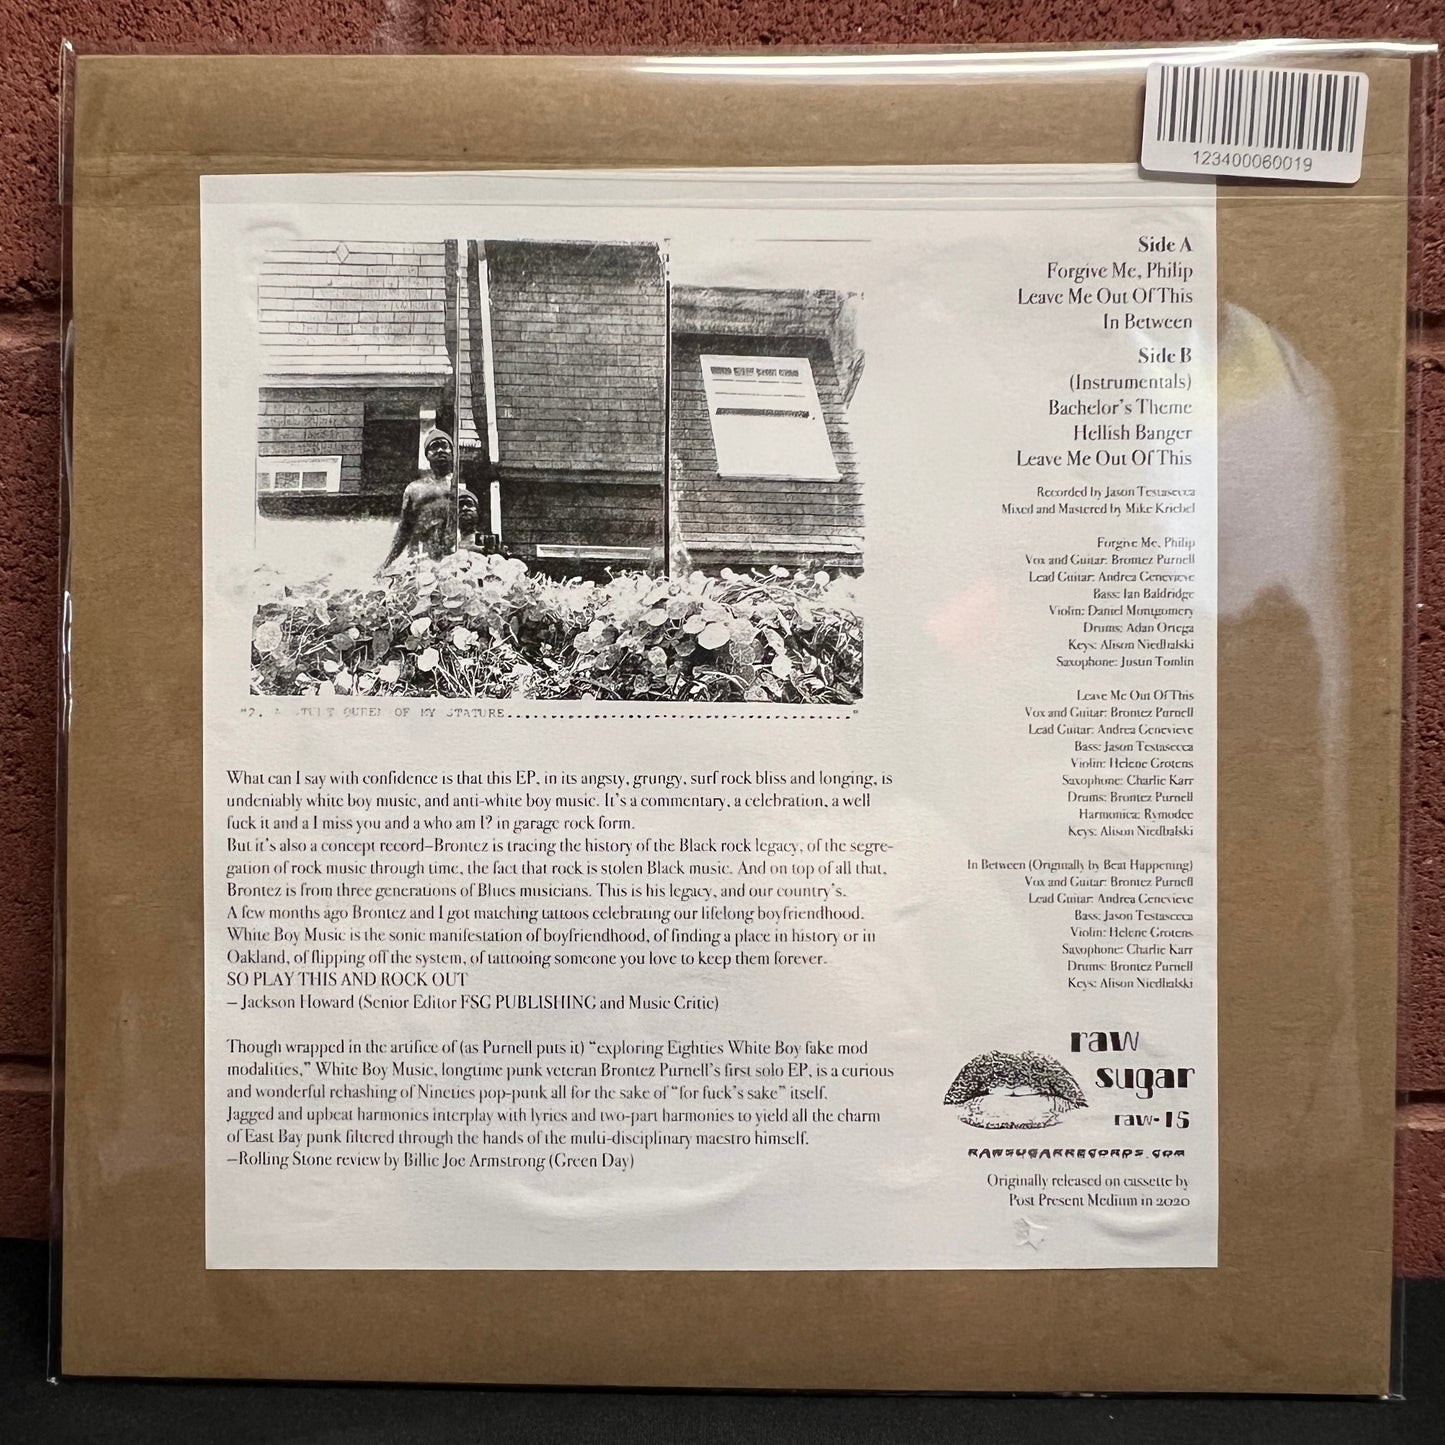 123400060019
Side A
Forgive Me, Philip
Leave Me Out Of This
In Between
Side B
(Instrumentals)
Bachelor's Theme
Hellish Banger
Leave Me Out Of This
Recorded by Jason Testasecca
Mixed and Mastered by Mike Kriebel
Forgive Me, Philip
Vox and Guitar: Brontez Purnell
Lead Guitar: Andrea Genevieve
Bass: Ian Baldridge
Violin: Daniel Montgomery
Drums: Adan Ortega
Keys: Alison Niedbalski
Saxophone: Justin Tomlin
Leave Me Out Of This
Vox and Guitar: Brontez Purnell
Lead Guitar: Andrea Genevieve
Bass: Jason Testasecca
Violin: Helene Grotens
Saxophone: Charlie Karr
Drums: Brontez Purnell
Harmonica: Rymodee
Keys: Alison Niedbalski
In Between (Originally by Beat Happening)
Vox and Guitar: Brontez Purnell
Lead Guitar: Andrea Genevieve
Bass: Jason Testasecca
Violin: Helene Grotens
Saxophone: Charlie Karr
Drums: Brontez Purnell
Keys: Alison Niedbalski
QUEEN OF MY STATURE
What can I say with confidence is that this EP, in its angsty, grungy, surf rock bliss and longing, is
undeniably white boy music, and anti-white boy music. It's a commentary, a celebration, a well
fuck it and a I miss you and a who am I? in garage rock form.
But it's also a concept record—Brontez is tracing the history of the Black rock legacy, of the segre-
gation of rock music through time, the fact that rock is stolen Black music. And on top of all that,
Brontez is from three generations of Blues musicians. This is his legacy, and our country's.
A few months ago Brontez and I got matching tattoos celebrating our lifelong boyfriendhood.
White Boy Music is the sonic manifestation of boyfriendhood, of finding a place in history or in
Oakland, of flipping off the system, of tattooing someone you love to keep them forever.
SO PLAY THIS AND ROCK OUT
– Jackson Howard (Senior Editor FSG PUBLISHING and Music Critic)
Though wrapped in the artifice of (as Purnell puts it) “exploring Eighties White Boy fake mod
modalities,” White Boy Music, longtime punk veteran Brontez Purnell's first solo EP, is a curious
and wonderful rehashing of Nineties pop-punk all for the sake of “for fuck's sake” itself.
Jagged and upbeat harmonies interplay with lyrics and two-part harmonies to yield all the charm
of East Bay punk filtered through the hands of the multi-disciplinary maestro himself.
—Rolling Stone review by Billie Joe Armstrong (Green Day)
raw
sugar
raw-15
RAWSUGARRECORDS.COM
Originally released on cassette by
Post Present Medium in 2020